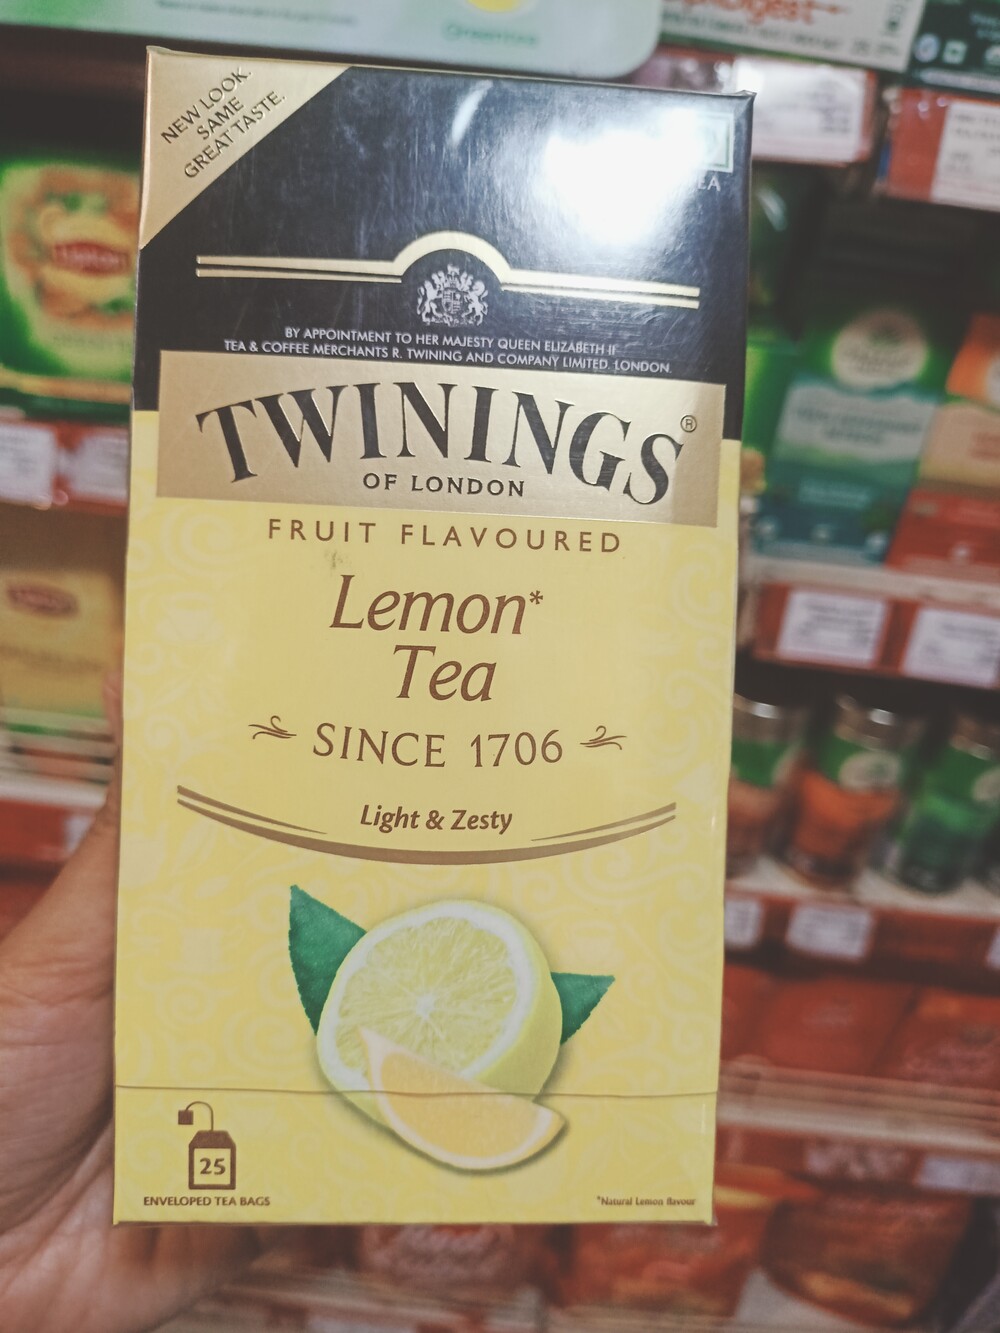 NEW LOOK.
SAME
GREAT TASTE.
BY APPOINTMENT TO HER MAJESTY QUEEN ELIZABETH II
TEA & COFFEE MERCHANTS R. TWINING AND COMPANY LIMITED. LONDON.
TWININGS®
OF LONDON
FRUIT FLAVOURED
Lemon*
Tea
SINCE 1706
Light & Zesty
25
ENVELOPED TEA BAGS
*Natural Lemon flavour
Lipton